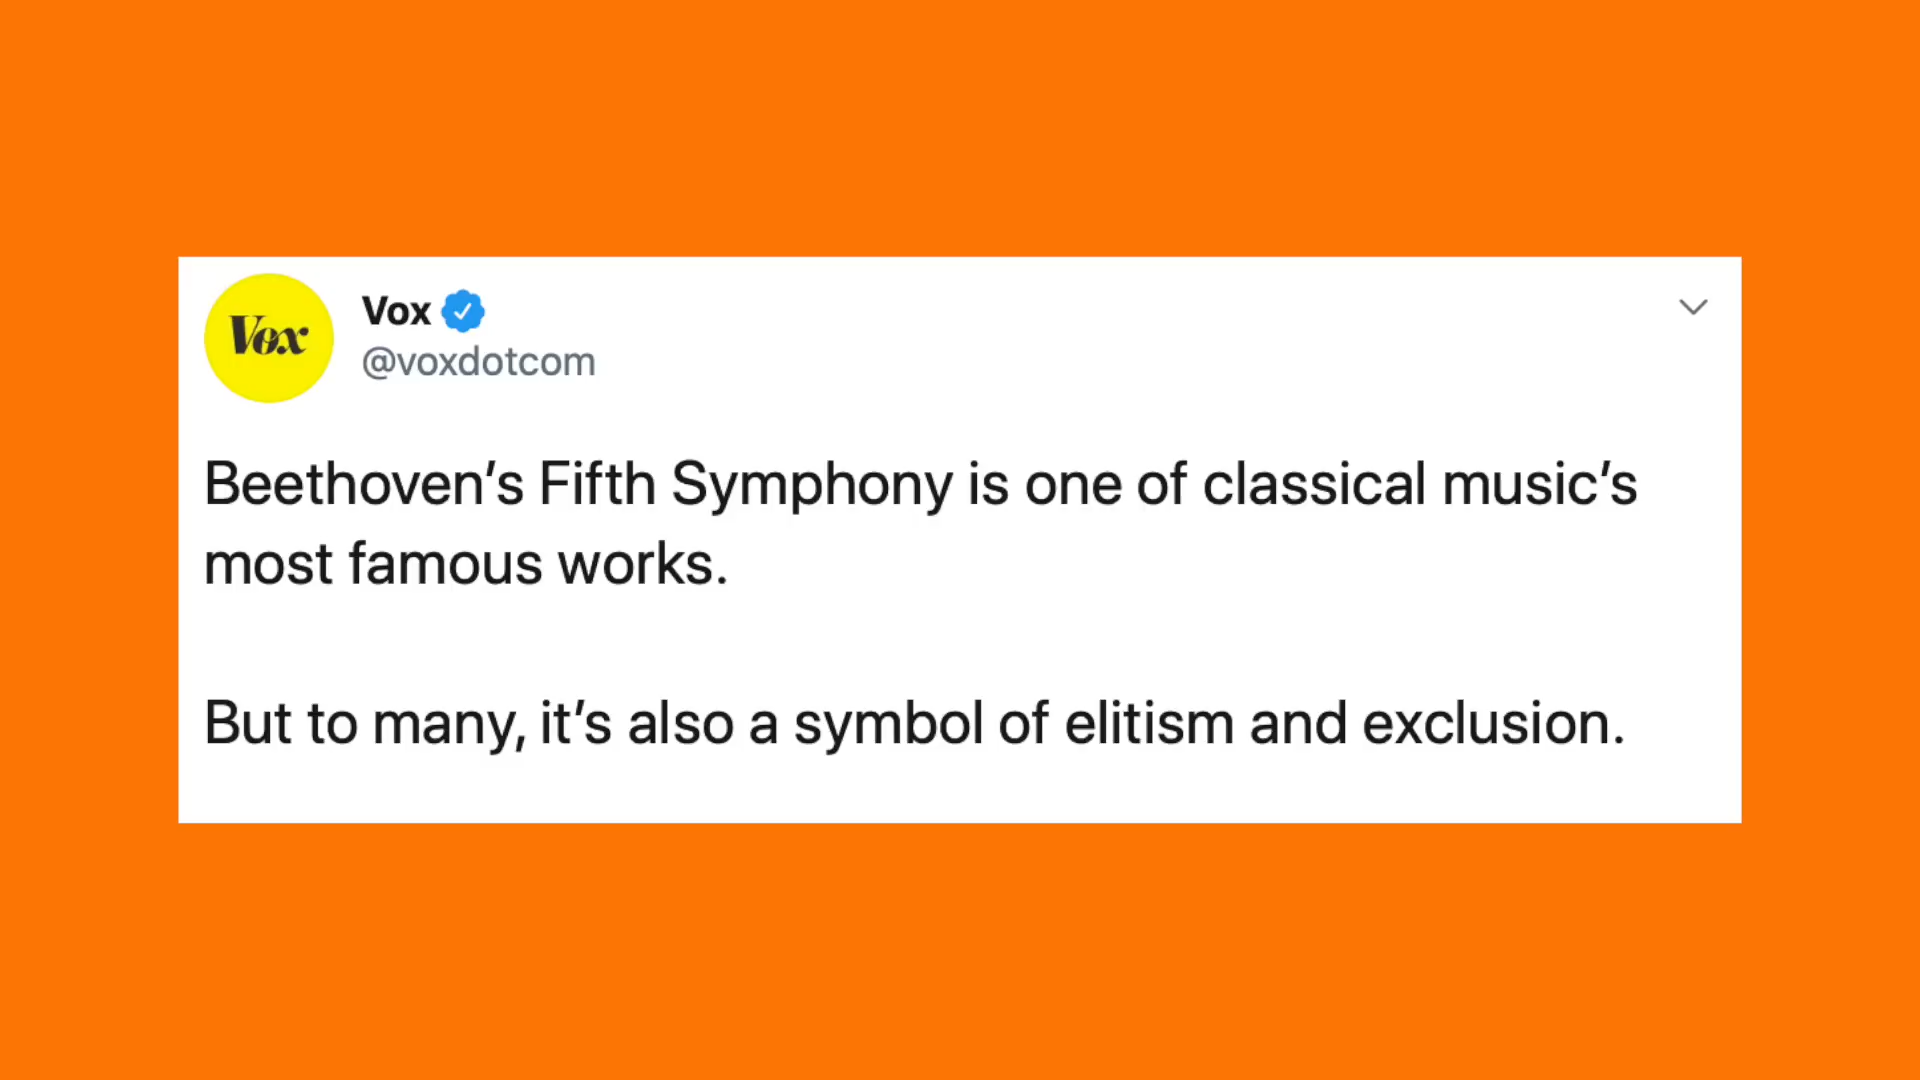 Vox
Vox
@voxdotcom
Beethoven’s Fifth Symphony is one of classical music’s
most famous works.
But to many, it’s also a symbol of elitism and exclusion.